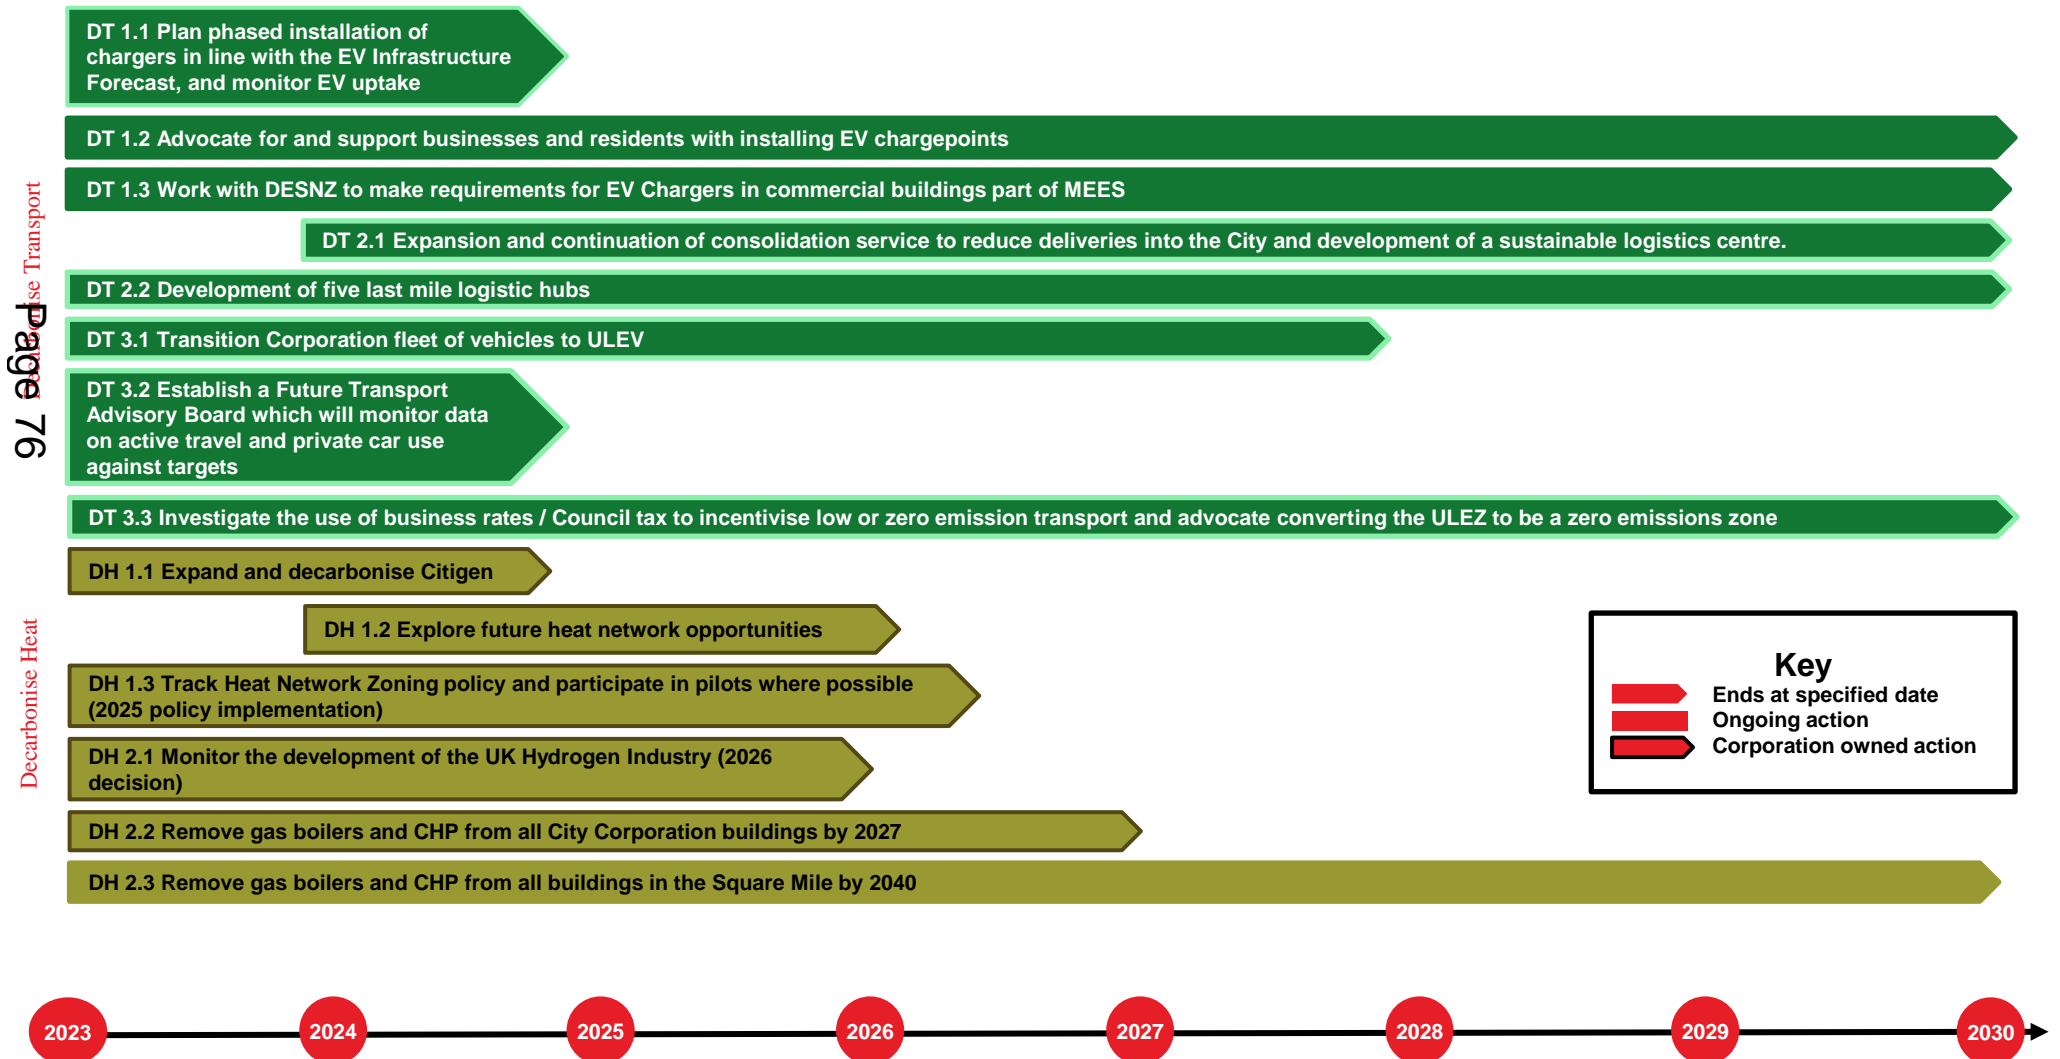 DT 1.1 Plan phased installation of
chargers in line with the EV Infrastructure
Forecast, and monitor EV uptake
DT 1.2 Advocate for and support businesses and residents with installing EV chargepoints
DT 1.3 Work with DESNZ to make requirements for EV Chargers in commercial buildings part of MEES
DT 2.1 Expansion and continuation of consolidation service to reduce deliveries into the City and development of a sustainable logistics centre.
DT 2.2 Development of five last mile logistic hubs
DT 3.1 Transition Corporation fleet of vehicles to ULEV
DT 3.2 Establish a Future Transport
Advisory Board which will monitor data
on active travel and private car use
against targets
DT 3.3 Investigate the use of business rates / Council tax to incentivise low or zero emission transport and advocate converting the ULEZ to be a zero emissions zone
Decarbonise Transport
Page 76
DH 1.1 Expand and decarbonise Citigen
DH 1.2 Explore future heat network opportunities
DH 1.3 Track Heat Network Zoning policy and participate in pilots where possible
(2025 policy implementation)
DH 2.1 Monitor the development of the UK Hydrogen Industry (2026
decision)
DH 2.2 Remove gas boilers and CHP from all City Corporation buildings by 2027
DH 2.3 Remove gas boilers and CHP from all buildings in the Square Mile by 2040
Decarbonise Heat
Key
Ends at specified date
Ongoing action
Corporation owned action
2023
2024
2025
2026
2027
2028
2029
2030